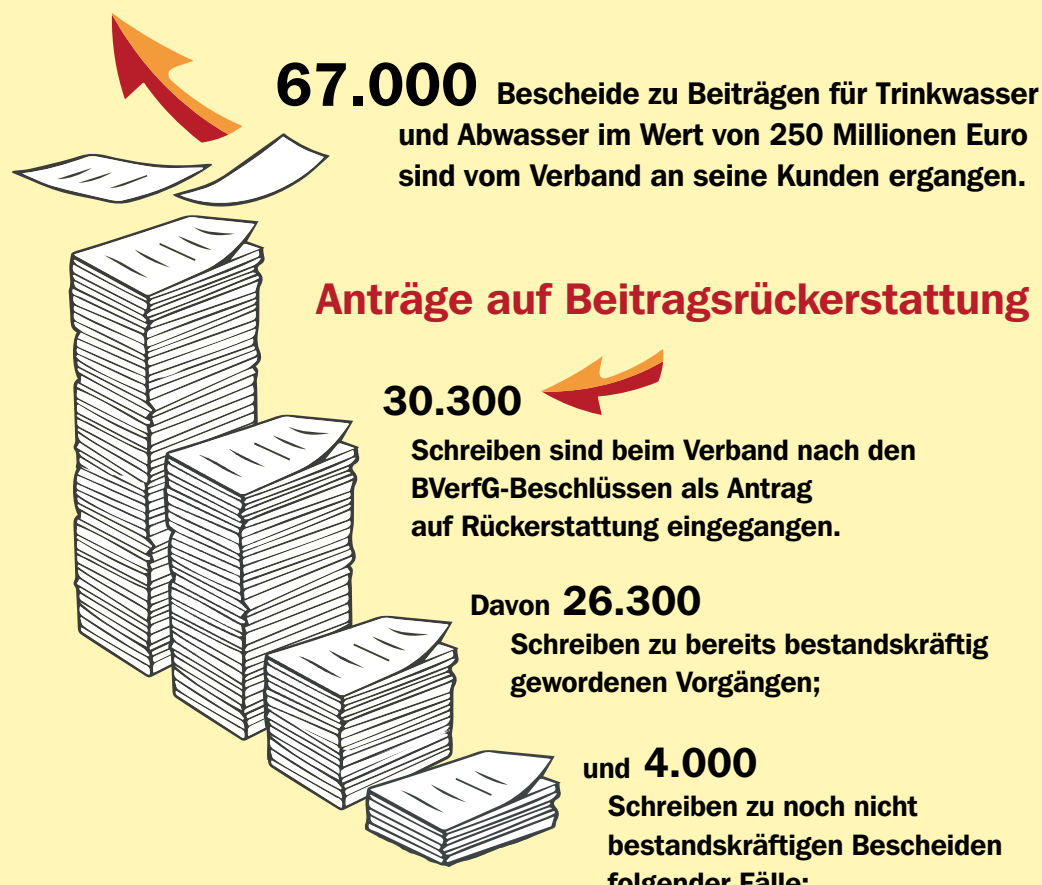 67.000 Bescheide zu Beiträgen für Trinkwasser
und Abwasser im Wert von 250 Millionen Euro
sind vom Verband an seine Kunden ergangen.
Anträge auf Beitragsrückerstattung
30.300
Schreiben sind beim Verband nach den
BVerfG-Beschlüssen als Antrag
auf Rückerstattung eingegangen.
Davon 26.300
Schreiben zu bereits bestandskräftig
gewordenen Vorgängen;
und 4.000
Schreiben zu noch nicht
bestandskräftigen Bescheiden
folgender Fälle: